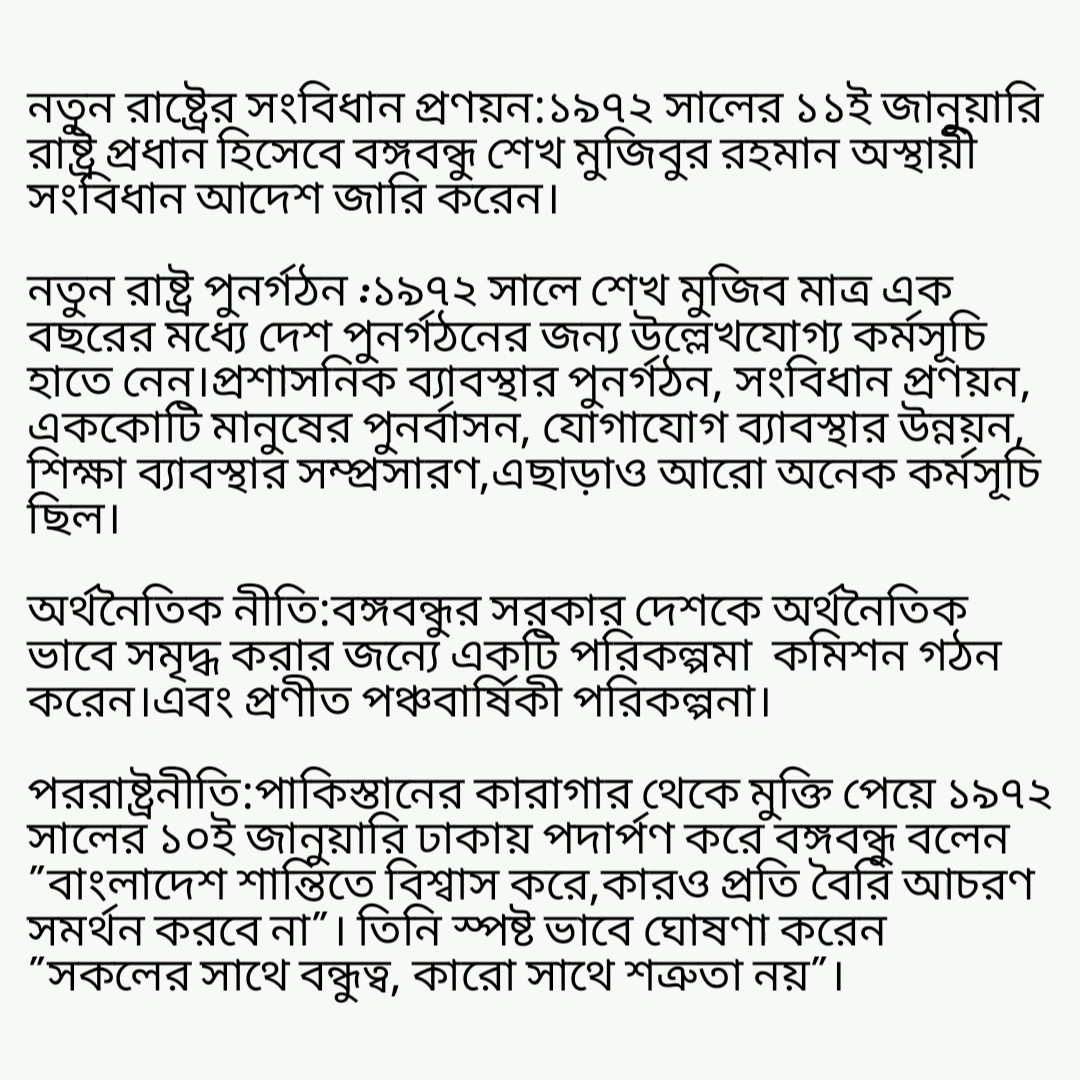 নতুন রাষ্ট্রের সংবিধান প্রণয়ন:১৯৭২ সালের ১১ই জানুয়ারি
রাষ্ট্র প্রধান হিসেবে বঙ্গবন্ধু শেখ মুজিবুর রহমান অস্থায়ী
সংবিধান আদেশ জারি করেন।
নতুন রাষ্ট্র পুনর্গঠন :১৯৭২ সালে শেখ মুজিব মাত্র এক
বছরের মধ্যে দেশ পুনর্গঠনের জন্য উল্লেখযোগ্য কর্মসূচি
হাতে নেন।প্রশাসনিক ব্যাবস্থার পুনর্গঠন, সংবিধান প্রণয়ন,
এককোটি মানুষের পুনর্বাসন, যোগাযোগ ব্যাবস্থার উন্নয়ন,
শিক্ষা ব্যাবস্থার সম্প্রসারণ,এছাড়াও আরো অনেক কর্মসূচি
ছিল।
অর্থনৈতিক নীতি:বঙ্গবন্ধুর সরকার দেশকে অর্থনৈতিক
ভাবে সমৃদ্ধ করার জন্যে একটি পরিকল্পমা  কমিশন গঠন
করেন।এবং প্রণীত পঞ্চবার্ষিকী পরিকল্পনা।
পররাষ্ট্রনীতি:পাকিস্তানের কারাগার থেকে মুক্তি পেয়ে ১৯৭২
সালের ১০ই জানুয়ারি ঢাকায় পদার্পণ করে বঙ্গবন্ধু বলেন
"বাংলাদেশ শান্তিতে বিশ্বাস করে,কারও প্রতি বৈরি আচরণ
সমর্থন করবে না"। তিনি স্পষ্ট ভাবে ঘোষণা করেন
"সকলের সাথে বন্ধুত্ব, কারো সাথে শত্রুতা নয়"।